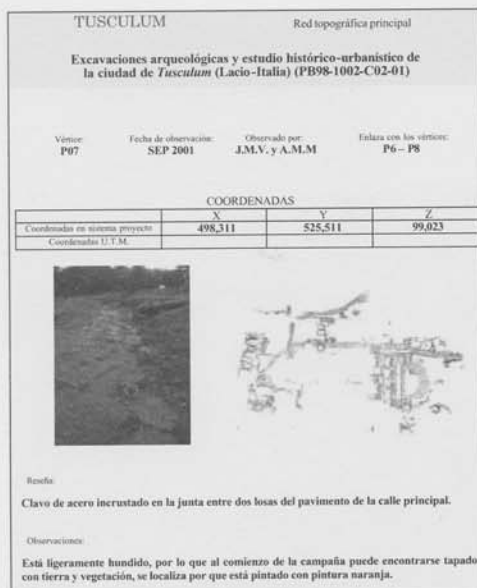 TUSCULUM Red topográfica principal
Excavaciones arqueológicas y estudio histórico-urbanístico de
la ciudad de Tusculum (Lacio-Italia) (PB98-1002-C02-01)
Vértice: Fecha de observación: Observado por: Enlaza con los vértices:
P07 SEP 2001 J.M.V. y A.M.M P6 – P8
COORDENADAS
X Y Z
Coordenadas en sistema proyecto 498,311 525,511 99,023
Coordenadas U.T.M.
Reseña:
Clavo de acero incrustado en la junta entre dos losas del pavimento de la calle principal.
Observaciones:
Está ligeramente hundido, por lo que al comienzo de la campaña puede encontrarse tapado
con tierra y vegetación, se localiza por que está pintado con pintura naranja.